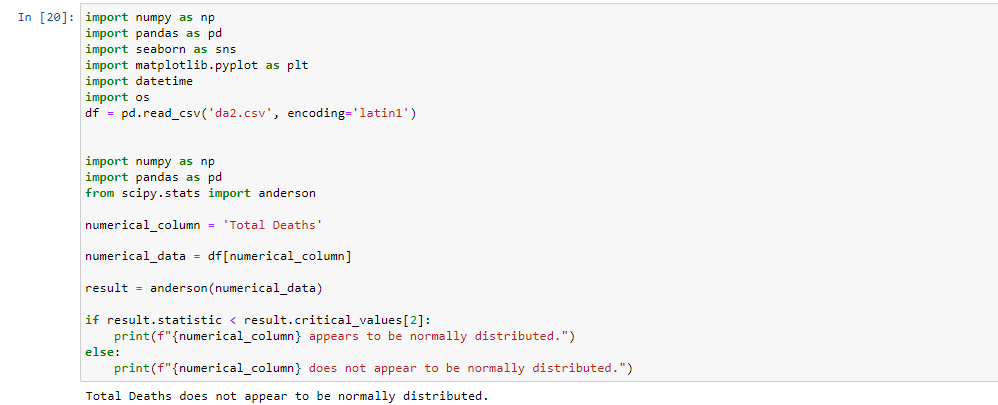 In [20]: import numpy as np
import pandas as pd
import seaborn as sns
import matplotlib.pyplot as plt
import datetime
import os
df = pd.read_csv('da2.csv', encoding='latin1')
import numpy as np
import pandas as pd
from scipy.stats import anderson
numerical_column = 'Total Deaths'
numerical_data = df[numerical_column]
result = anderson(numerical_data)
if result.statistic < result.critical_values[2]:
    print(f"{numerical_column} appears to be normally distributed.")
else:
    print(f"{numerical_column} does not appear to be normally distributed.")
Total Deaths does not appear to be normally distributed.